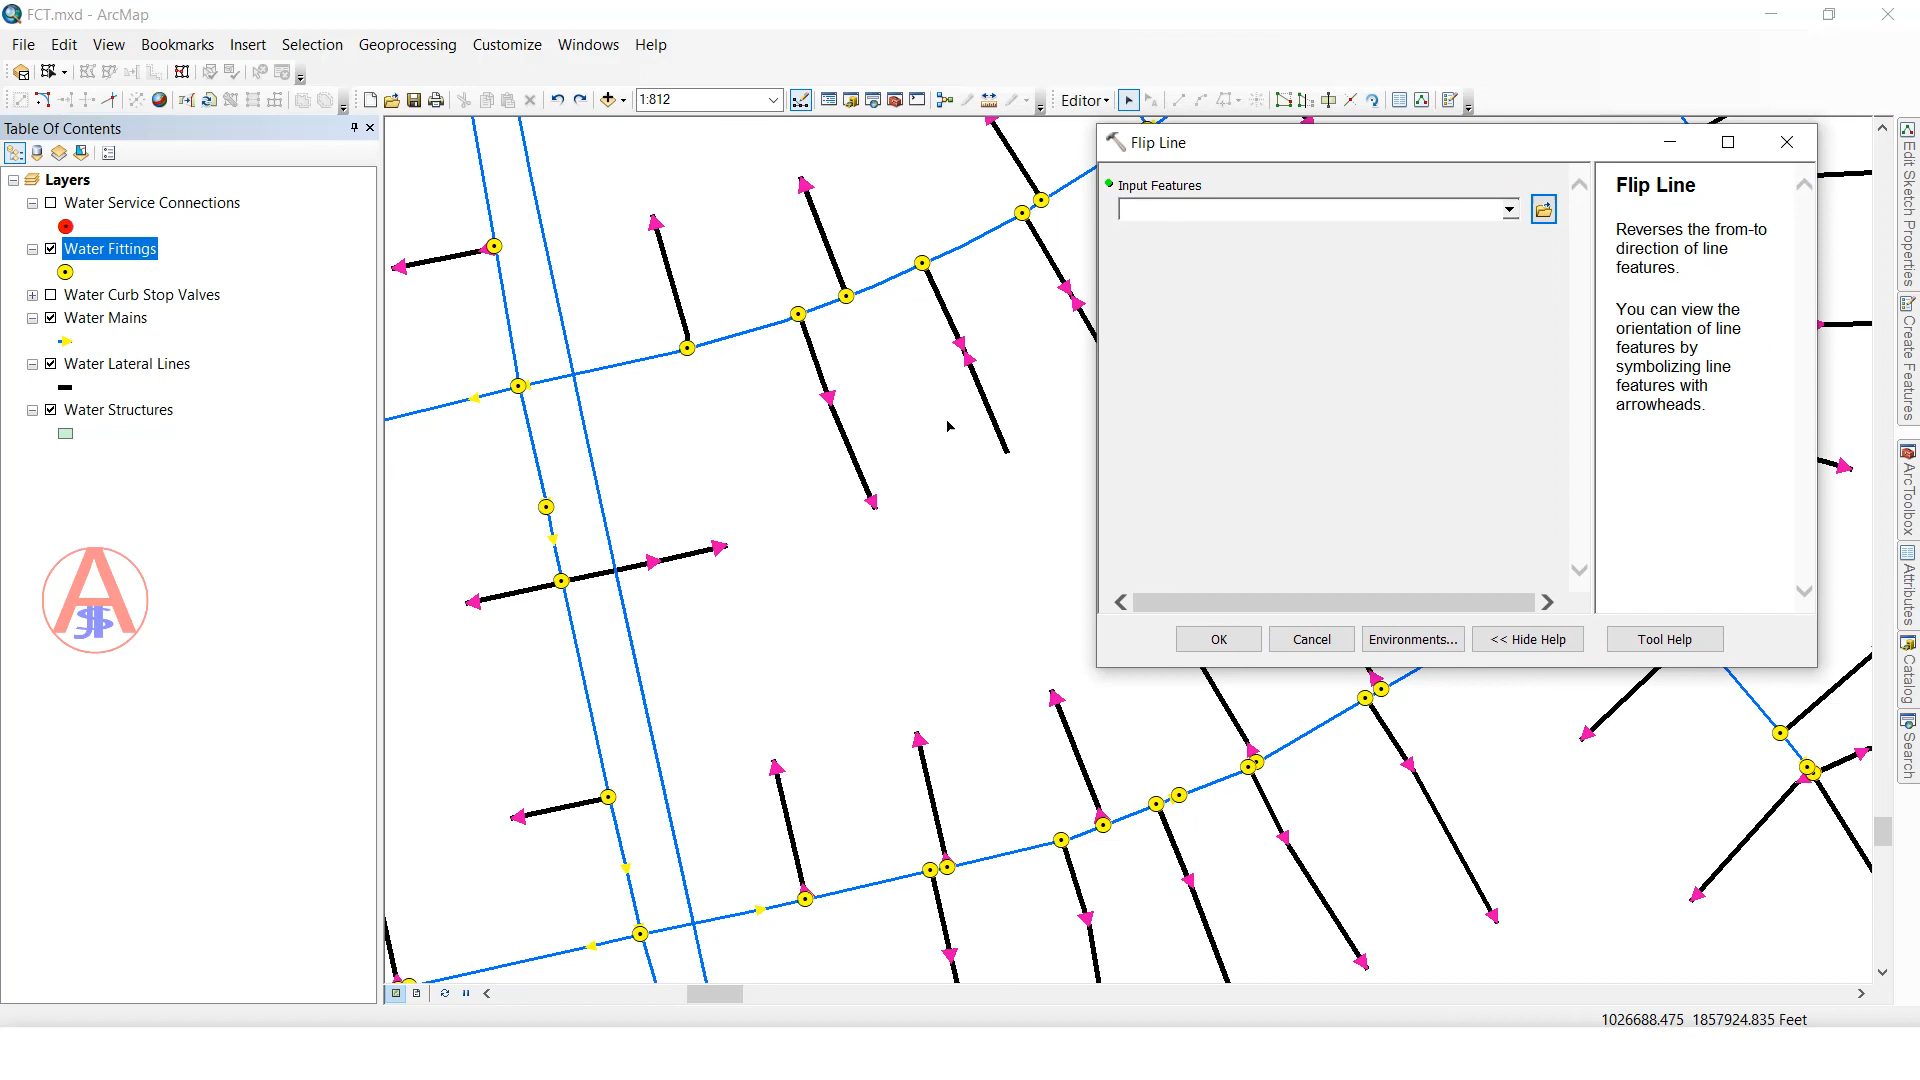 FCT.mxd - ArcMap
File Edit View Bookmarks Insert Selection Geoprocessing Customize Windows Help
1:812
Editor
Table Of Contents
Layers
Water Service Connections
Water Fittings
Water Curb Stop Valves
Water Mains
Water Lateral Lines
Water Structures
Flip Line
Input Features
Flip Line
Reverses the from-to
direction of line
features.
You can view the
orientation of line
features by
symbolizing line
features with
arrowheads.
OK Cancel Environments... << Hide Help Tool Help
Edit Sketch Properties
Create Features
ArcToolbox
Attributes
Catalog
Search
1026688.475 1857924.835 Feet